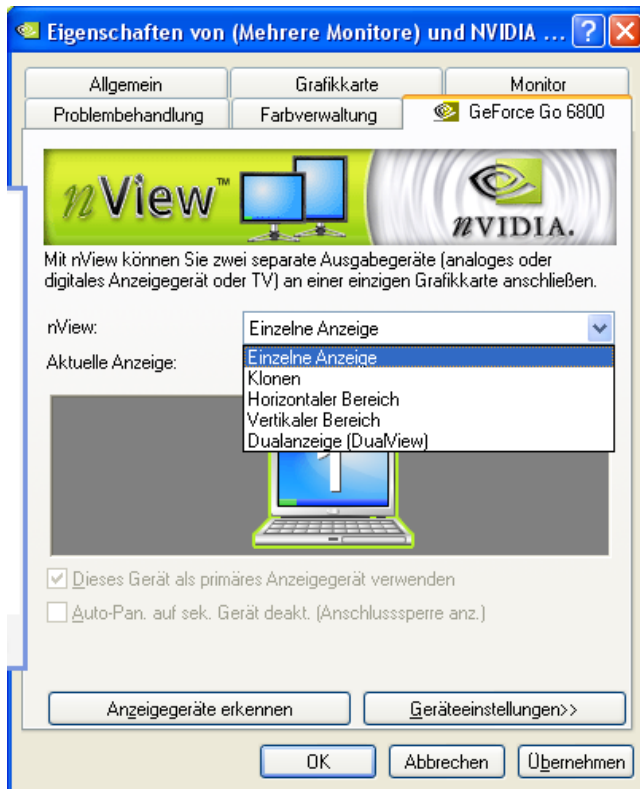 Eigenschaften von (Mehrere Monitore) und NVIDIA ...
Allgemein
Grafikkarte
Monitor
Problembehandlung
Farbverwaltung
GeForce Go 6800
nView™
nVIDIA.
Mit nView können Sie zwei separate Ausgabegeräte (analoges oder
digitales Anzeigegerät oder TV) an einer einzigen Grafikkarte anschließen.
nView:
Einzelne Anzeige
Aktuelle Anzeige:
Einzelne Anzeige
Klonen
Horizontaler Bereich
Vertikaler Bereich
Dualanzeige (DualView)
1
Dieses Gerät als primäres Anzeigegerät verwenden
Auto-Pan. auf sek. Gerät deakt. (Anschlusssperre anz.)
Anzeigegeräte erkennen
Geräteeinstellungen>>
OK
Abbrechen
Übernehmen